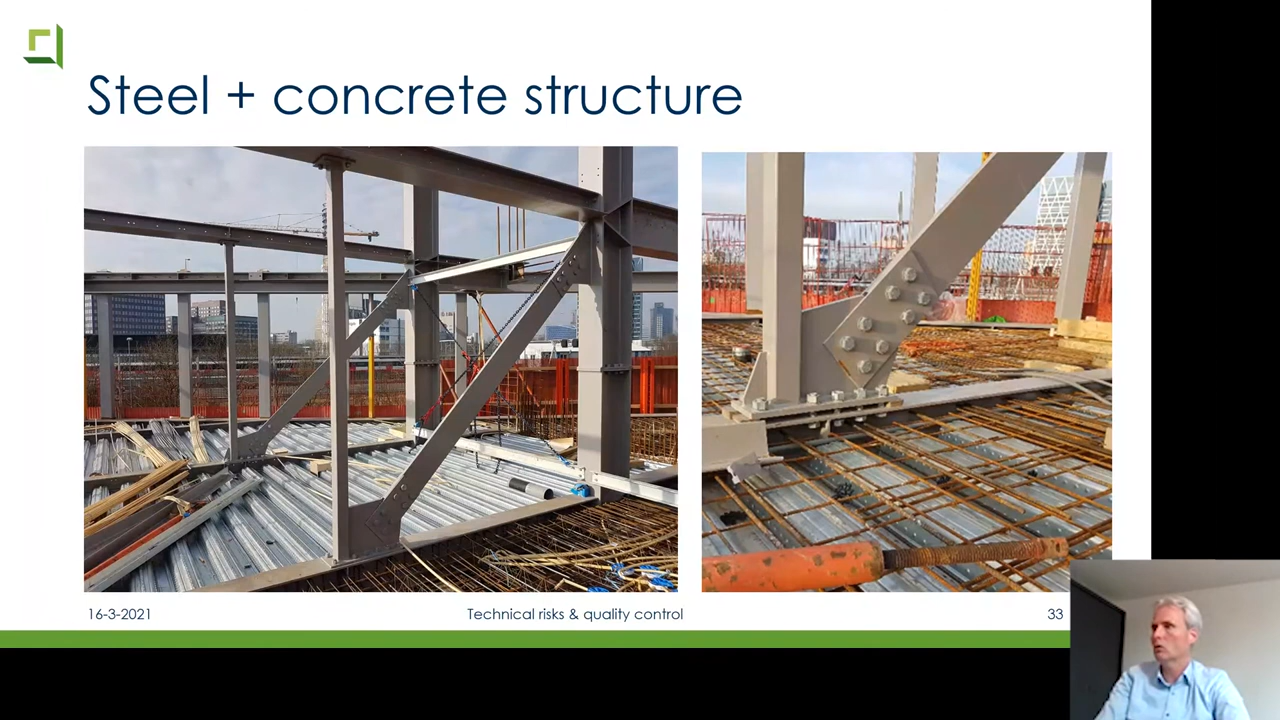 Steel + concrete structure
16-3-2021
Technical risks & quality control
33